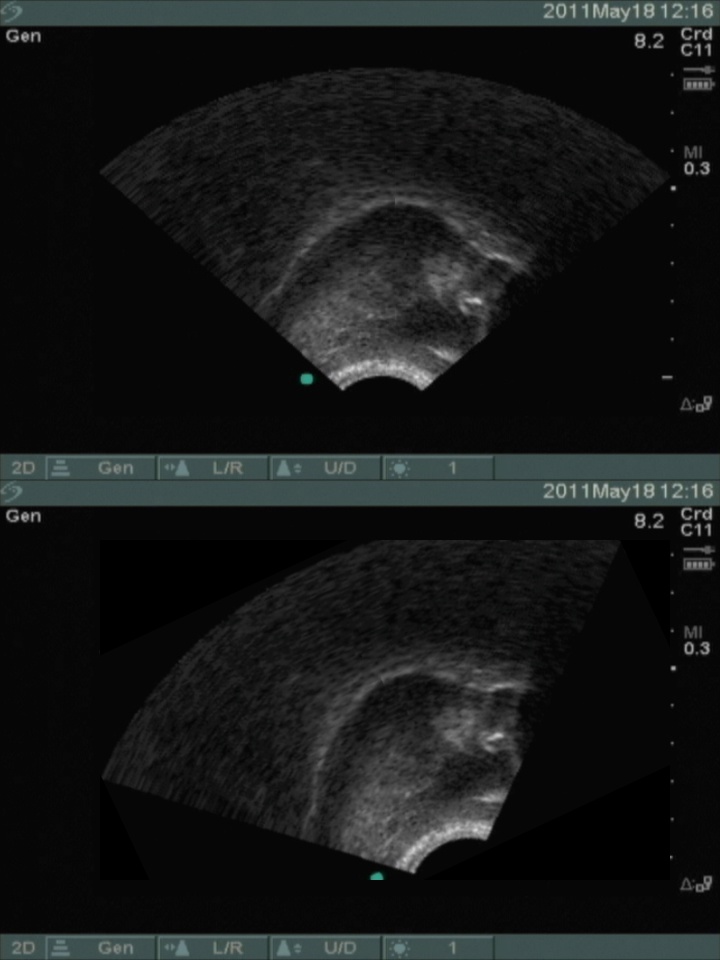 2011May18 12:16
Gen
8.2
Crd
C11
MI
0.3
2D Gen L/R U/D 1
2011May18 12:16
Gen
8.2
Crd
C11
MI
0.3
2D Gen L/R U/D 1